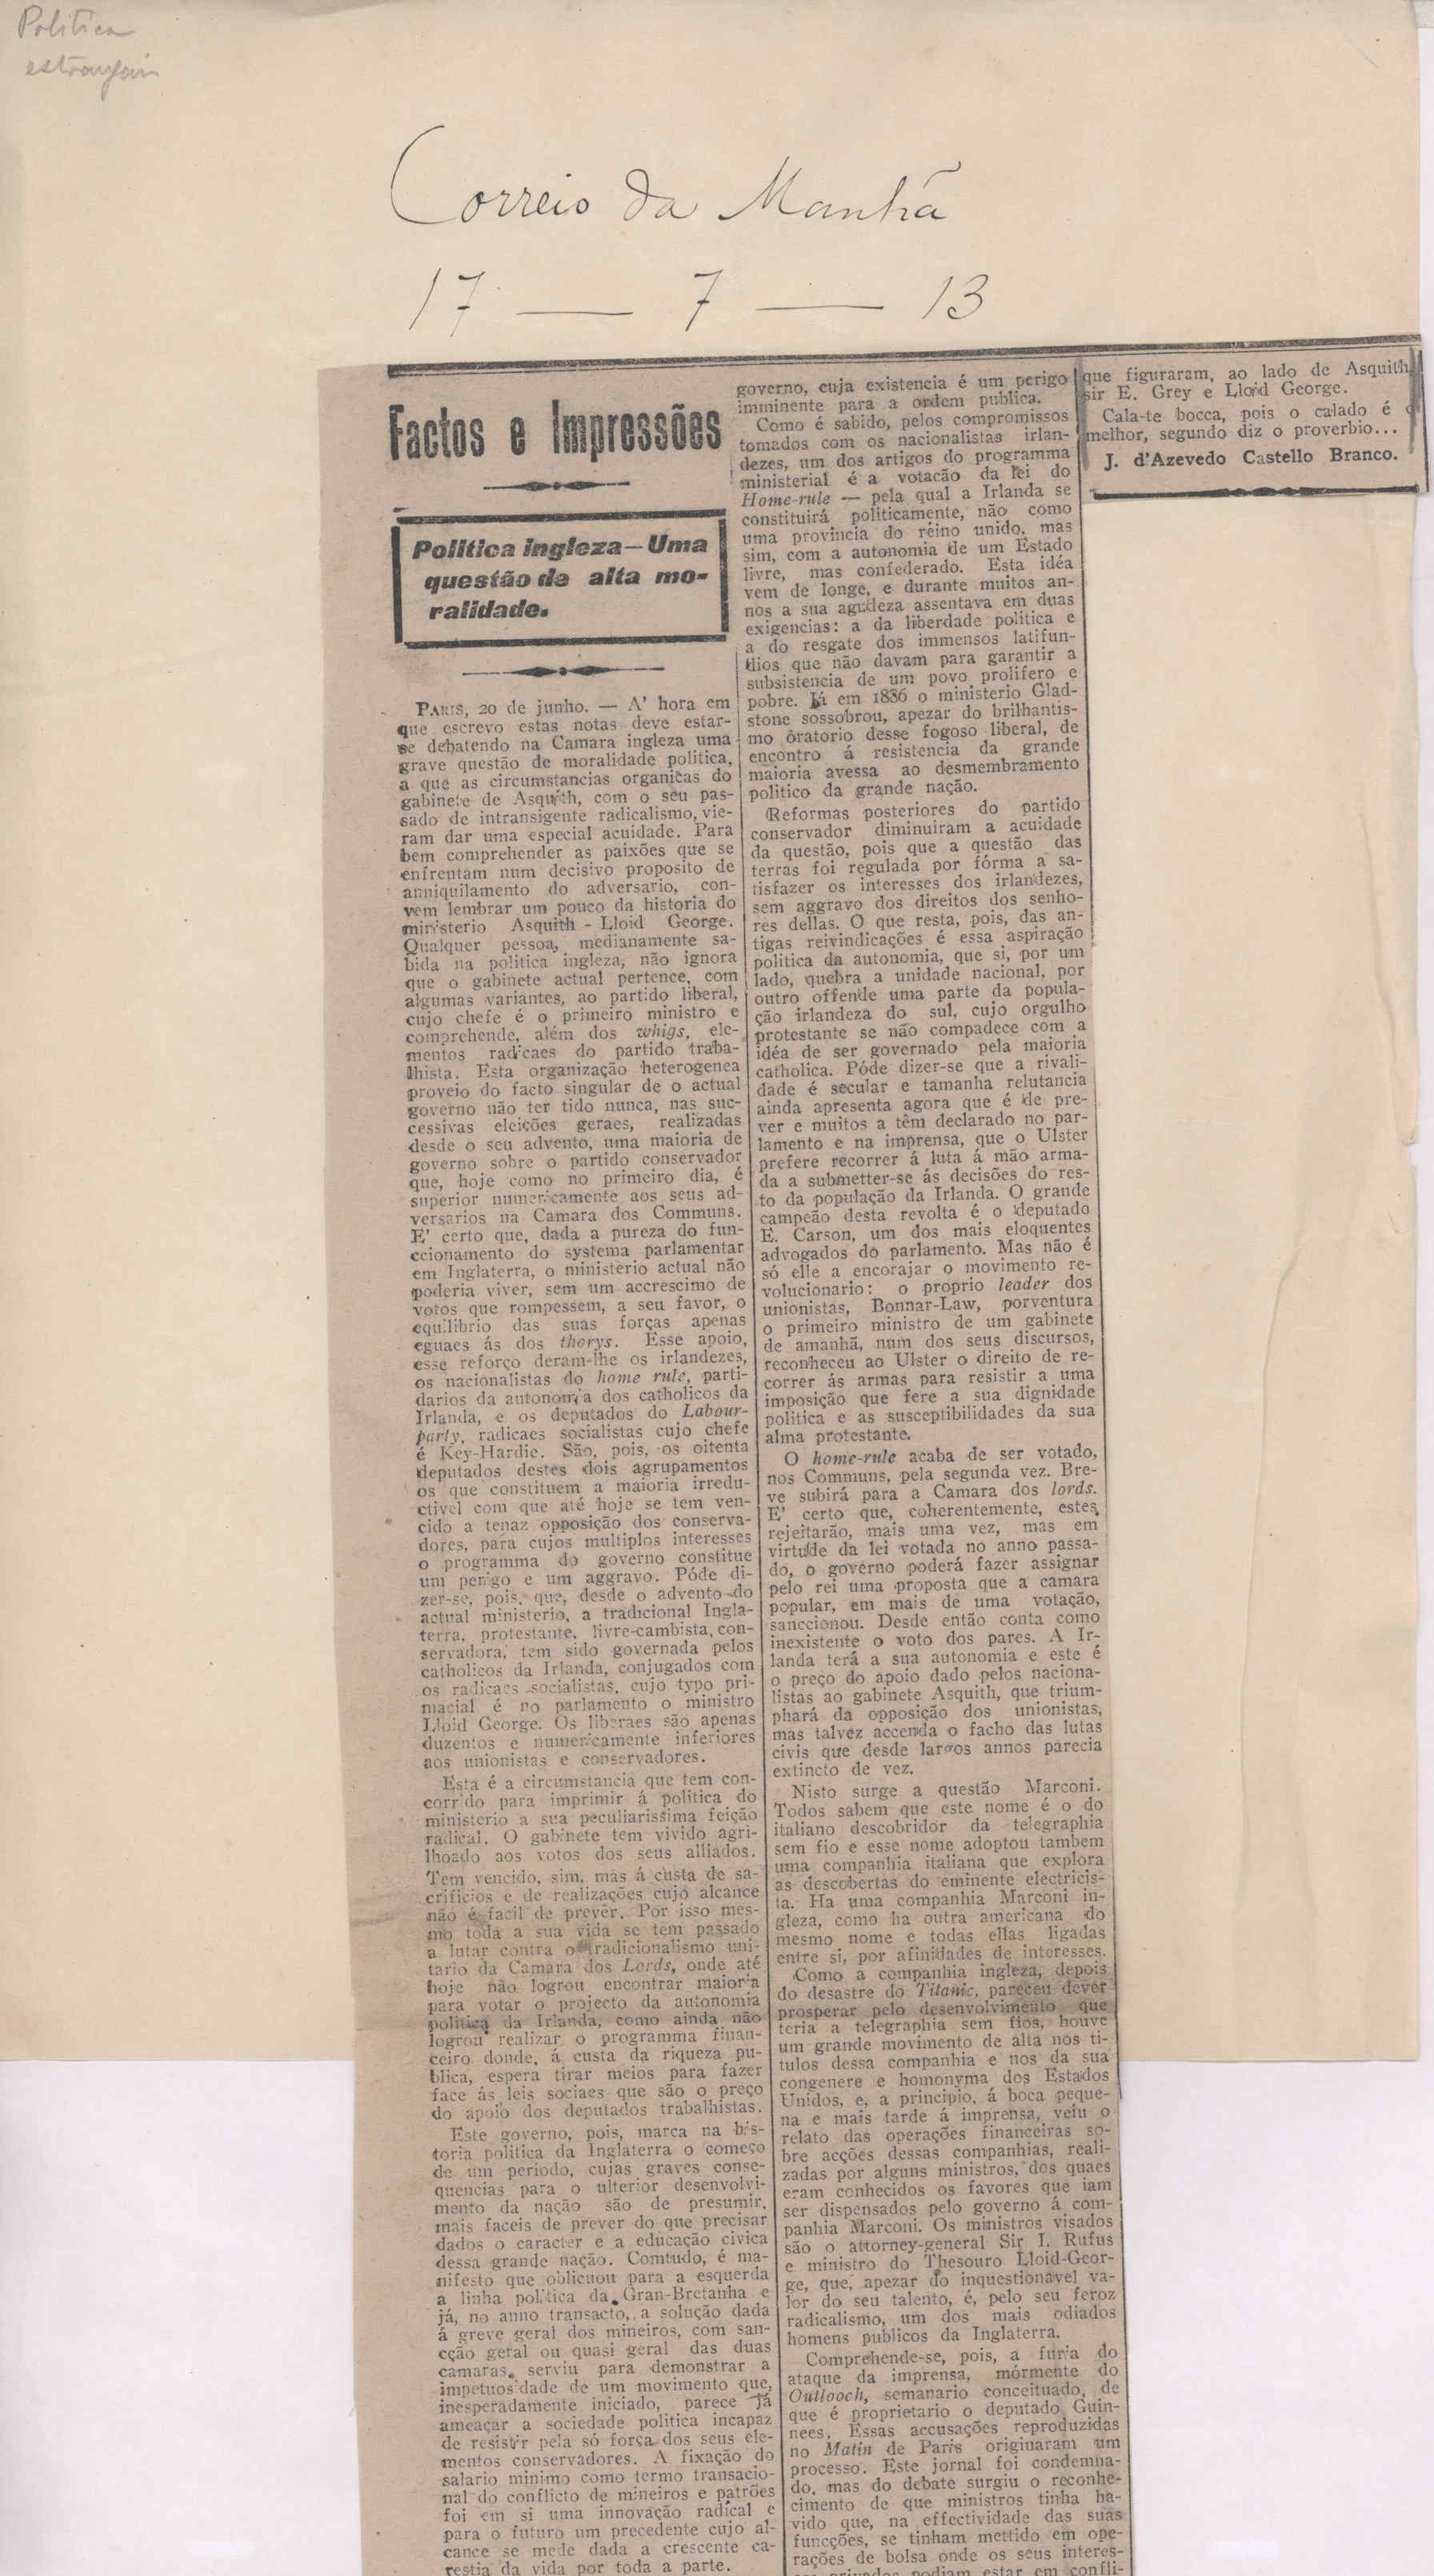 Politica
estrangeira
Correio da Manhã
17 — 7 — 13
Factos e Impressões
Politica ingleza—Uma
questão de alta mo-
ralidade.
PARIS, 20 de junho. — A' hora em
que escrevo estas notas deve estar-
se debatendo na Camara ingleza uma
grave questão de moralidade politica,
a que as circumstancias organicas do
gabinete de Asquith, com o seu pas-
sado de intransigente radicalismo, vie-
ram dar uma especial acuidade. Para
bem comprehender as paixões que se
enfrentam num decisivo proposito de
anniquilamento do adversario, con-
vem lembrar um pouco da historia do
ministerio Asquith - Lloid George.
Qualquer pessoa, medianamente sa-
bida na politica ingleza, não ignora
que o gabinete actual pertence, com
algumas variantes, ao partido liberal,
cujo chefe é o primeiro ministro e
comprehende, além dos whigs, ele-
mentos radicaes do partido traba-
lhista. Esta organização heterogenea
proveio do facto singular de o actual
governo não ter tido nunca, nas suc-
cessivas eleições geraes, realizadas
desde o seu advento, uma maioria de
governo sobre o partido conservador
que, hoje como no primeiro dia, é
superior numericamente aos seus ad-
versarios na Camara dos Communs.
E' certo que, dada a pureza do fun-
ccionamento do systema parlamentar
em Inglaterra, o ministerio actual não
poderia viver, sem um accrescimo de
votos que rompessem, a seu favor, o
equilibrio das suas forças apenas
eguaes ás dos thorys. Esse apoio,
esse reforço deram-lhe os irlandezes,
os nacionalistas do home rule, parti-
darios da autonomia dos catholicos da
Irlanda, e os deputados do Labour-
party, radicaes socialistas cujo chefe
é Key-Hardie. São, pois, os oitenta
deputados destes dois agrupamentos
os que constituem a maioria irredu-
ctivel com que até hoje se tem ven-
cido a tenaz opposição dos conserva-
dores, para cujos multiplos interesses
o programma do governo constitue
um perigo e um aggravo. Póde di-
zer-se, pois, que, desde o advento do
actual ministerio, a tradicional Ingla-
terra, protestante, livre-cambista, con-
servadora, tem sido governada pelos
catholicos da Irlanda, conjugados com
os radicaes socialistas, cujo typo pri-
macial é no parlamento o ministro
Lloid George. Os liberaes são apenas
duzentos e numericamente inferiores
aos unionistas e conservadores.
Esta é a circumstancia que tem con-
corrido para imprimir á politica do
ministerio a sua peculiarissima feição
radical. O gabinete tem vivido agri-
lhoado aos votos dos seus alliados.
Tem vencido, sim, mas á custa de sa-
crificios e de realizações cujo alcance
não é facil de prever. Por isso mes-
mo toda a sua vida se tem passado
a lutar contra o tradicionalismo uni-
tario da Camara dos Lords, onde até
hoje não logrou encontrar maioria
para votar o projecto da autonomia
politica da Irlanda, como ainda não
logrou realizar o programma finan-
ceiro donde, á custa da riqueza pu-
blica, espera tirar meios para fazer
face ás leis sociaes que são o preço
do apoio dos deputados trabalhistas.
Este governo, pois, marca na his-
toria politica da Inglaterra o começo
de um periodo, cujas graves conse-
quencias para o ulterior desenvolvi-
mento da nação são de presumir,
mais faceis de prever do que precisar
dados o caracter e a educação civica
dessa grande nação. Comtudo, é ma-
nifesto que obliquou para a esquerda
a linha politica da Gran-Bretanha e
já, no anno transacto, a solução dada
á greve geral dos mineiros, com san-
cção geral ou quasi geral das duas
camaras, serviu para demonstrar a
impetuosidade de um movimento que,
inesperadamente iniciado, parece já
ameaçar a sociedade politica incapaz
de resistir pela só força dos seus ele-
mentos conservadores. A fixação do
salario minimo como termo transacio-
nal do conflicto de mineiros e patrões
foi em si uma innovação radical e
para o futuro um precedente cujo al-
cance se mede dada a crescente ca-
restia da vida por toda a parte.
governo, cuja existencia é um perigo
imminente para a ordem publica.
Como é sabido, pelos compromissos
tomados com os nacionalistas irlan-
dezes, um dos artigos do programma
ministerial é a votacão da lei do
Home-rule — pela qual a Irlanda se
constituirá politicamente, não como
uma provincia do reino unido, mas
sim, com a autonomia de um Estado
livre, mas confederado. Esta idéa
vem de longe, e durante muitos an-
nos a sua agudeza assentava em duas
exigencias: a da liberdade politica e
a do resgate dos immensos latifun-
dios que não davam para garantir a
subsistencia de um povo prolifero e
pobre. Já em 1886 o ministerio Glad-
stone sossobrou, apezar do brilhantis-
mo óratorio desse fogoso liberal, de
encontro á resistencia da grande
maioria avessa ao desmembramento
politico da grande nação.
Reformas posteriores do partido
conservador diminuiram a acuidade
da questão, pois que a questão das
terras foi regulada por fórma a sa-
tisfazer os interesses dos irlandezes,
sem aggravo dos direitos dos senho-
res dellas. O que resta, pois, das an-
tigas reivindicações é essa aspiração
politica da autonomia, que si, por um
lado, quebra a unidade nacional, por
outro offende uma parte da popula-
ção irlandeza do sul, cujo orgulho
protestante se não compadece com a
idéa de ser governado pela maioria
catholica. Póde dizer-se que a rivali-
dade é secular e tamanha relutancia
ainda apresenta agora que é de pre-
ver e muitos a têm declarado no par-
lamento e na imprensa, que o Ulster
prefere recorrer á luta á mão arma-
da a submetter-se ás decisões do res-
to da população da Irlanda. O grande
campeão desta revolta é o deputado
E. Carson, um dos mais eloquentes
advogados do parlamento. Mas não é
só elle a encorajar o movimento re-
volucionario: o proprio leader dos
unionistas, Bonnar-Law, porventura
o primeiro ministro de um gabinete
de amanhã, num dos seus discursos,
reconheceu ao Ulster o direito de re-
correr ás armas para resistir a uma
imposição que fere a sua dignidade
politica e as susceptibilidades da sua
alma protestante.
O home-rule acaba de ser votado,
nos Communs, pela segunda vez. Bre-
ve subirá para a Camara dos lords.
E' certo que, coherentemente, estes
rejeitarão, mais uma vez, mas em
virtude da lei votada no anno passa-
do, o governo poderá fazer assignar
pelo rei uma proposta que a camara
popular, em mais de uma votação,
sanccionou. Desde então conta como
inexistente o voto dos pares. A Ir-
landa terá a sua autonomia e este é
o preço do apoio dado pelos naciona-
listas ao gabinete Asquith, que trium-
phará da opposição dos unionistas,
mas talvez accenda o facho das lutas
civis que desde largos annos parecia
extincto de vez.
Nisto surge a questão Marconi.
Todos sabem que este nome é o do
italiano descobridor da telegraphia
sem fio e esse nome adoptou tambem
uma companhia italiana que explora
as descobertas do eminente electricis-
ta. Ha uma companhia Marconi in-
gleza, como ha outra americana do
mesmo nome e todas ellas ligadas
entre si, por afinidades de interesses.
Como a companhia ingleza, depois
do desastre do Titanic, pareceu dever
prosperar pelo desenvolvimento que
teria a telegraphia sem fios, houve
um grande movimento de alta nos ti-
tulos dessa companhia e nos da sua
congenere e homonyma dos Estados
Unidos, e, a principio, á boca peque-
na e mais tarde á imprensa, veiu o
relato das operações financeiras so-
bre acções dessas companhias, reali-
zadas por alguns ministros, dos quaes
eram conhecidos os favores que iam
ser dispensados pelo governo á com-
panhia Marconi. Os ministros visados
são o attorney-general Sir I. Rufus
e ministro do Thesouro Lloid-Geor-
ge, que, apezar do inquestionavel va-
lor do seu talento, é, pelo seu feroz
radicalismo, um dos mais odiados
homens publicos da Inglaterra.
Comprehende-se, pois, a furia do
ataque da imprensa, mórmente do
Outlooch, semanario conceituado, de
que é proprietario o deputado Guin-
nees. Essas accusações reproduzidas
no Matin de Paris originaram um
processo. Este jornal foi condemna-
do, mas do debate surgiu o reconhe-
cimento de que ministros tinha ha-
vido que, na effectividade das suas
funcções, se tinham mettido em ope-
rações de bolsa onde os seus interes-
que figuraram, ao lado de Asquith,
sir E. Grey e Lloid George.
Cala-te bocca, pois o calado é o
melhor, segundo diz o proverbio...
J. d'Azevedo Castello Branco.